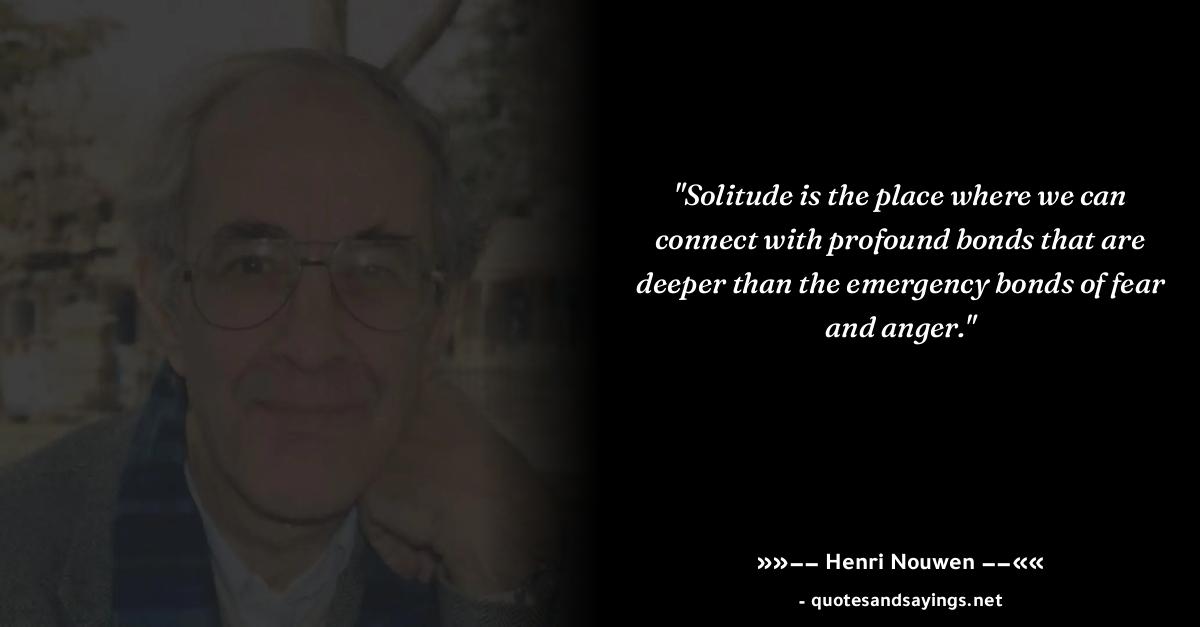 "Solitude is the place where we can
connect with profound bonds that are
deeper than the emergency bonds of fear
and anger."
»»−− Henri Nouwen −−««
- quotesandsayings.net